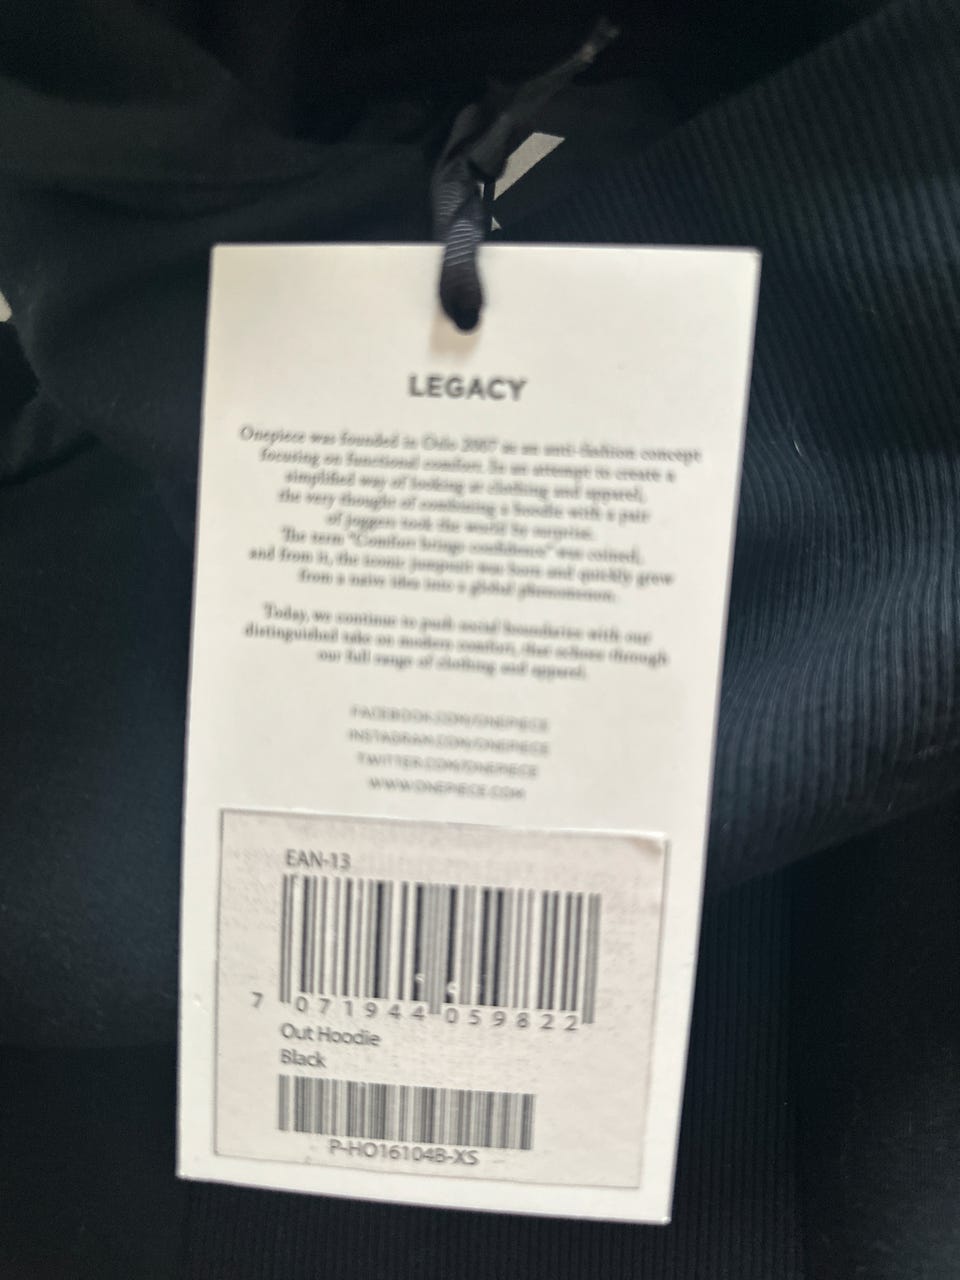 LEGACY
Onepiece was founded in Oslo 2007 as an anti-fashion concept
focusing on functional comfort. In an attempt to create a
simplified way of looking at clothing and apparel,
the very thought of combining a hoodie with a pair
of joggers took the world by surprise.
The term "Comfort brings confidence" was coined,
and from it, the iconic jumpsuit was born and quickly grew
from a naive idea into a global phenomenon.
Today, we continue to push social boundaries with our
distinguished take on modern comfort, that echoes through
our full range of clothing and apparel.
FACEBOOK.COM/ONEPIECE
INSTAGRAM.COM/ONEPIECE
TWITTER.COM/ONEPIECE
WWW.ONEPIECE.COM
EAN-13
7 071944 059822
Out Hoodie
Black
P-HO16104B-XS